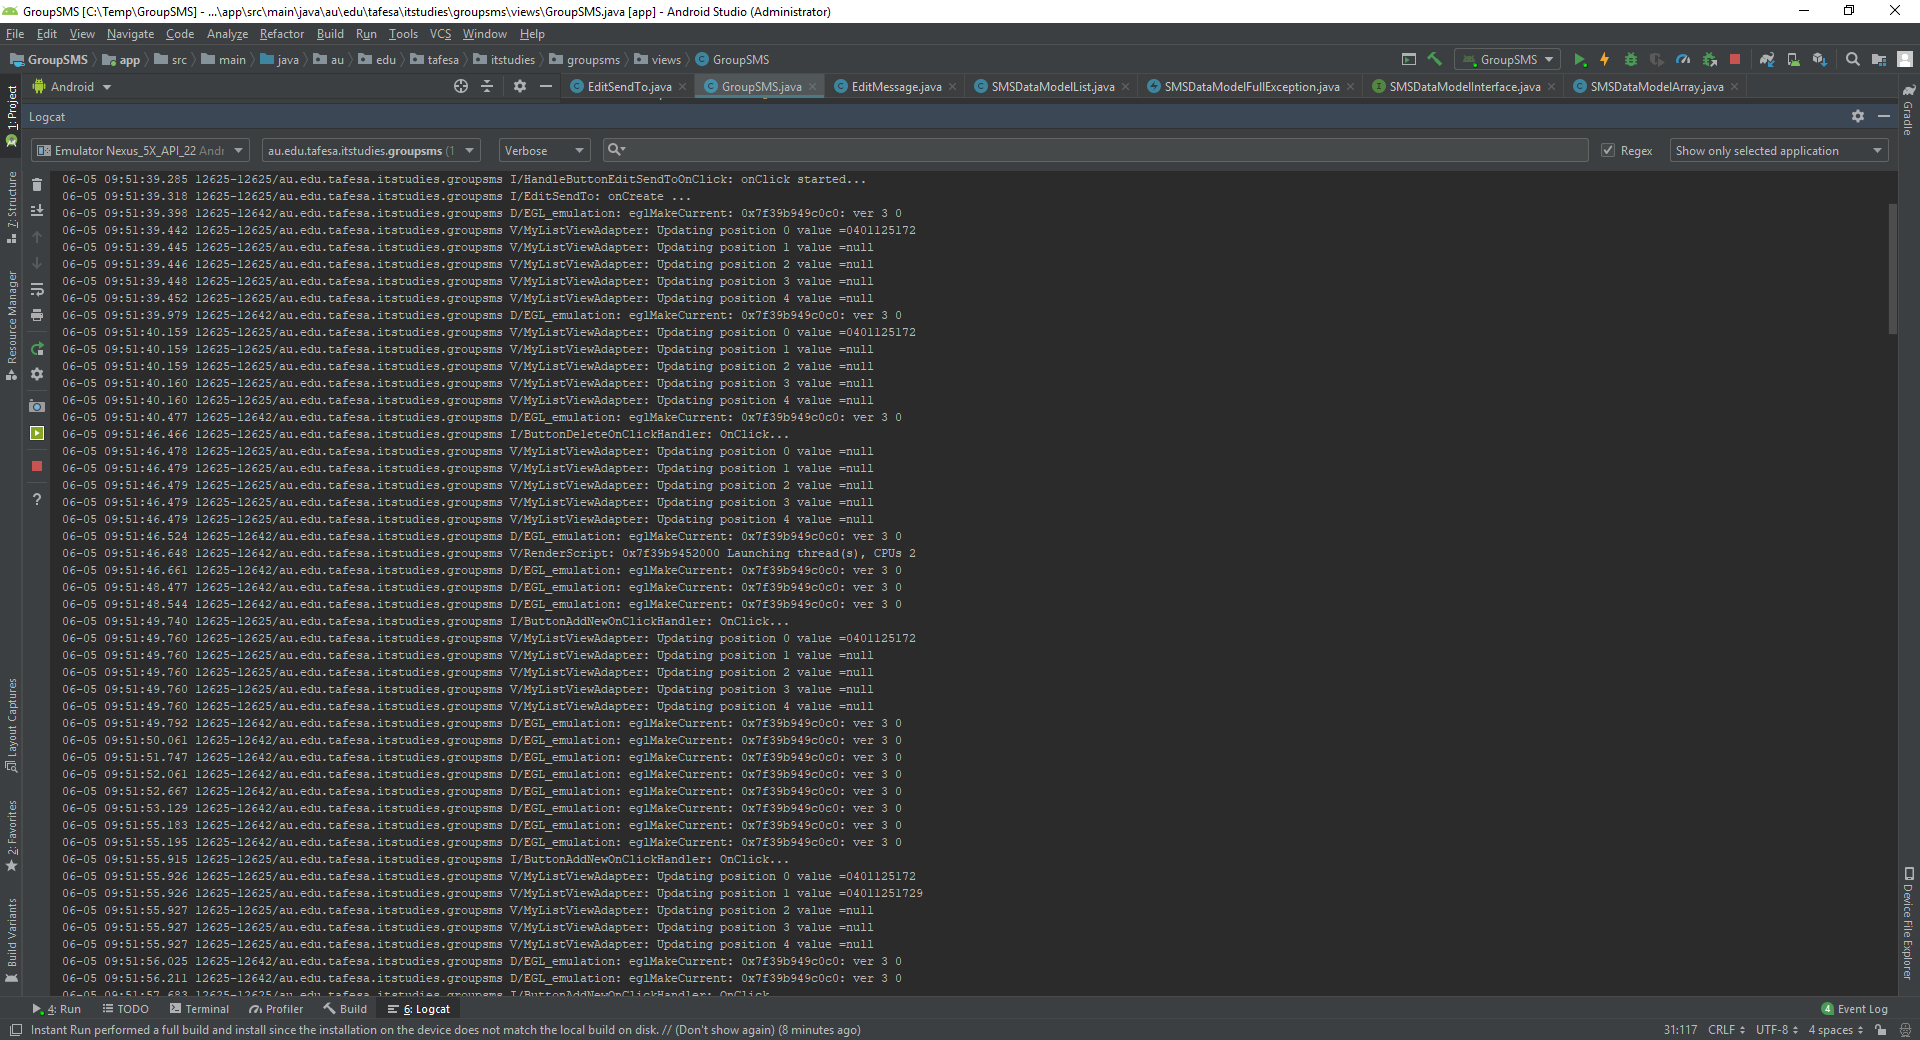 GroupSMS [C:\Temp\GroupSMS] - ...\app\src\main\java\au\edu\tafesa\itstudies\groupsms\views\GroupSMS.java [app] - Android Studio (Administrator)
File Edit View Navigate Code Analyze Refactor Build Run Tools VCS Window Help
GroupSMS app src main java au edu tafesa itstudies groupsms views GroupSMS GroupSMS
Android EditSendTo.java GroupSMS.java EditMessage.java SMSDataModelList.java SMSDataModelFullException.java SMSDataModelInterface.java SMSDataModelArray.java
Logcat
Emulator Nexus_5X_API_22 Andr au.edu.tafesa.itstudies.groupsms (1 Verbose Regex Show only selected application
06-05 09:51:39.285 12625-12625/au.edu.tafesa.itstudies.groupsms I/HandleButtonEditSendToOnClick: onClick started...
06-05 09:51:39.318 12625-12625/au.edu.tafesa.itstudies.groupsms I/EditSendTo: onCreate ...
06-05 09:51:39.398 12625-12642/au.edu.tafesa.itstudies.groupsms D/EGL_emulation: eglMakeCurrent: 0x7f39b949c0c0: ver 3 0
06-05 09:51:39.442 12625-12625/au.edu.tafesa.itstudies.groupsms V/MyListViewAdapter: Updating position 0 value =0401125172
06-05 09:51:39.445 12625-12625/au.edu.tafesa.itstudies.groupsms V/MyListViewAdapter: Updating position 1 value =null
06-05 09:51:39.446 12625-12625/au.edu.tafesa.itstudies.groupsms V/MyListViewAdapter: Updating position 2 value =null
06-05 09:51:39.448 12625-12625/au.edu.tafesa.itstudies.groupsms V/MyListViewAdapter: Updating position 3 value =null
06-05 09:51:39.452 12625-12625/au.edu.tafesa.itstudies.groupsms V/MyListViewAdapter: Updating position 4 value =null
06-05 09:51:39.979 12625-12642/au.edu.tafesa.itstudies.groupsms D/EGL_emulation: eglMakeCurrent: 0x7f39b949c0c0: ver 3 0
06-05 09:51:40.159 12625-12625/au.edu.tafesa.itstudies.groupsms V/MyListViewAdapter: Updating position 0 value =0401125172
06-05 09:51:40.159 12625-12625/au.edu.tafesa.itstudies.groupsms V/MyListViewAdapter: Updating position 1 value =null
06-05 09:51:40.159 12625-12625/au.edu.tafesa.itstudies.groupsms V/MyListViewAdapter: Updating position 2 value =null
06-05 09:51:40.160 12625-12625/au.edu.tafesa.itstudies.groupsms V/MyListViewAdapter: Updating position 3 value =null
06-05 09:51:40.160 12625-12625/au.edu.tafesa.itstudies.groupsms V/MyListViewAdapter: Updating position 4 value =null
06-05 09:51:40.477 12625-12642/au.edu.tafesa.itstudies.groupsms D/EGL_emulation: eglMakeCurrent: 0x7f39b949c0c0: ver 3 0
06-05 09:51:46.466 12625-12625/au.edu.tafesa.itstudies.groupsms I/ButtonDeleteOnClickHandler: OnClick...
06-05 09:51:46.478 12625-12625/au.edu.tafesa.itstudies.groupsms V/MyListViewAdapter: Updating position 0 value =null
06-05 09:51:46.479 12625-12625/au.edu.tafesa.itstudies.groupsms V/MyListViewAdapter: Updating position 1 value =null
06-05 09:51:46.479 12625-12625/au.edu.tafesa.itstudies.groupsms V/MyListViewAdapter: Updating position 2 value =null
06-05 09:51:46.479 12625-12625/au.edu.tafesa.itstudies.groupsms V/MyListViewAdapter: Updating position 3 value =null
06-05 09:51:46.479 12625-12625/au.edu.tafesa.itstudies.groupsms V/MyListViewAdapter: Updating position 4 value =null
06-05 09:51:46.524 12625-12642/au.edu.tafesa.itstudies.groupsms D/EGL_emulation: eglMakeCurrent: 0x7f39b949c0c0: ver 3 0
06-05 09:51:46.648 12625-12642/au.edu.tafesa.itstudies.groupsms V/RenderScript: 0x7f39b9452000 Launching thread(s), CPUs 2
06-05 09:51:46.661 12625-12642/au.edu.tafesa.itstudies.groupsms D/EGL_emulation: eglMakeCurrent: 0x7f39b949c0c0: ver 3 0
06-05 09:51:48.477 12625-12642/au.edu.tafesa.itstudies.groupsms D/EGL_emulation: eglMakeCurrent: 0x7f39b949c0c0: ver 3 0
06-05 09:51:48.544 12625-12642/au.edu.tafesa.itstudies.groupsms D/EGL_emulation: eglMakeCurrent: 0x7f39b949c0c0: ver 3 0
06-05 09:51:49.740 12625-12625/au.edu.tafesa.itstudies.groupsms I/ButtonAddNewOnClickHandler: OnClick...
06-05 09:51:49.760 12625-12625/au.edu.tafesa.itstudies.groupsms V/MyListViewAdapter: Updating position 0 value =0401125172
06-05 09:51:49.760 12625-12625/au.edu.tafesa.itstudies.groupsms V/MyListViewAdapter: Updating position 1 value =null
06-05 09:51:49.760 12625-12625/au.edu.tafesa.itstudies.groupsms V/MyListViewAdapter: Updating position 2 value =null
06-05 09:51:49.760 12625-12625/au.edu.tafesa.itstudies.groupsms V/MyListViewAdapter: Updating position 3 value =null
06-05 09:51:49.760 12625-12625/au.edu.tafesa.itstudies.groupsms V/MyListViewAdapter: Updating position 4 value =null
06-05 09:51:49.792 12625-12642/au.edu.tafesa.itstudies.groupsms D/EGL_emulation: eglMakeCurrent: 0x7f39b949c0c0: ver 3 0
06-05 09:51:50.061 12625-12642/au.edu.tafesa.itstudies.groupsms D/EGL_emulation: eglMakeCurrent: 0x7f39b949c0c0: ver 3 0
06-05 09:51:51.747 12625-12642/au.edu.tafesa.itstudies.groupsms D/EGL_emulation: eglMakeCurrent: 0x7f39b949c0c0: ver 3 0
06-05 09:51:52.061 12625-12642/au.edu.tafesa.itstudies.groupsms D/EGL_emulation: eglMakeCurrent: 0x7f39b949c0c0: ver 3 0
06-05 09:51:52.667 12625-12642/au.edu.tafesa.itstudies.groupsms D/EGL_emulation: eglMakeCurrent: 0x7f39b949c0c0: ver 3 0
06-05 09:51:53.129 12625-12642/au.edu.tafesa.itstudies.groupsms D/EGL_emulation: eglMakeCurrent: 0x7f39b949c0c0: ver 3 0
06-05 09:51:55.183 12625-12642/au.edu.tafesa.itstudies.groupsms D/EGL_emulation: eglMakeCurrent: 0x7f39b949c0c0: ver 3 0
06-05 09:51:55.195 12625-12642/au.edu.tafesa.itstudies.groupsms D/EGL_emulation: eglMakeCurrent: 0x7f39b949c0c0: ver 3 0
06-05 09:51:55.915 12625-12625/au.edu.tafesa.itstudies.groupsms I/ButtonAddNewOnClickHandler: OnClick...
06-05 09:51:55.926 12625-12625/au.edu.tafesa.itstudies.groupsms V/MyListViewAdapter: Updating position 0 value =0401125172
06-05 09:51:55.926 12625-12625/au.edu.tafesa.itstudies.groupsms V/MyListViewAdapter: Updating position 1 value =04011251729
06-05 09:51:55.927 12625-12625/au.edu.tafesa.itstudies.groupsms V/MyListViewAdapter: Updating position 2 value =null
06-05 09:51:55.927 12625-12625/au.edu.tafesa.itstudies.groupsms V/MyListViewAdapter: Updating position 3 value =null
06-05 09:51:55.927 12625-12625/au.edu.tafesa.itstudies.groupsms V/MyListViewAdapter: Updating position 4 value =null
06-05 09:51:56.025 12625-12642/au.edu.tafesa.itstudies.groupsms D/EGL_emulation: eglMakeCurrent: 0x7f39b949c0c0: ver 3 0
06-05 09:51:56.211 12625-12642/au.edu.tafesa.itstudies.groupsms D/EGL_emulation: eglMakeCurrent: 0x7f39b949c0c0: ver 3 0
06-05 09:51:57.683 12625-12625/au.edu.tafesa.itstudies.groupsms I/ButtonAddNewOnClickHandler: OnClick...
1: Project
7: Structure
Resource Manager
Layout Captures
2: Favorites
Build Variants
Gradle
Device File Explorer
4: Run TODO Terminal Profiler Build 6: Logcat 4 Event Log
Instant Run performed a full build and install since the installation on the device does not match the local build on disk. // (Don't show again) (8 minutes ago) 31:117 CRLF UTF-8 4 spaces